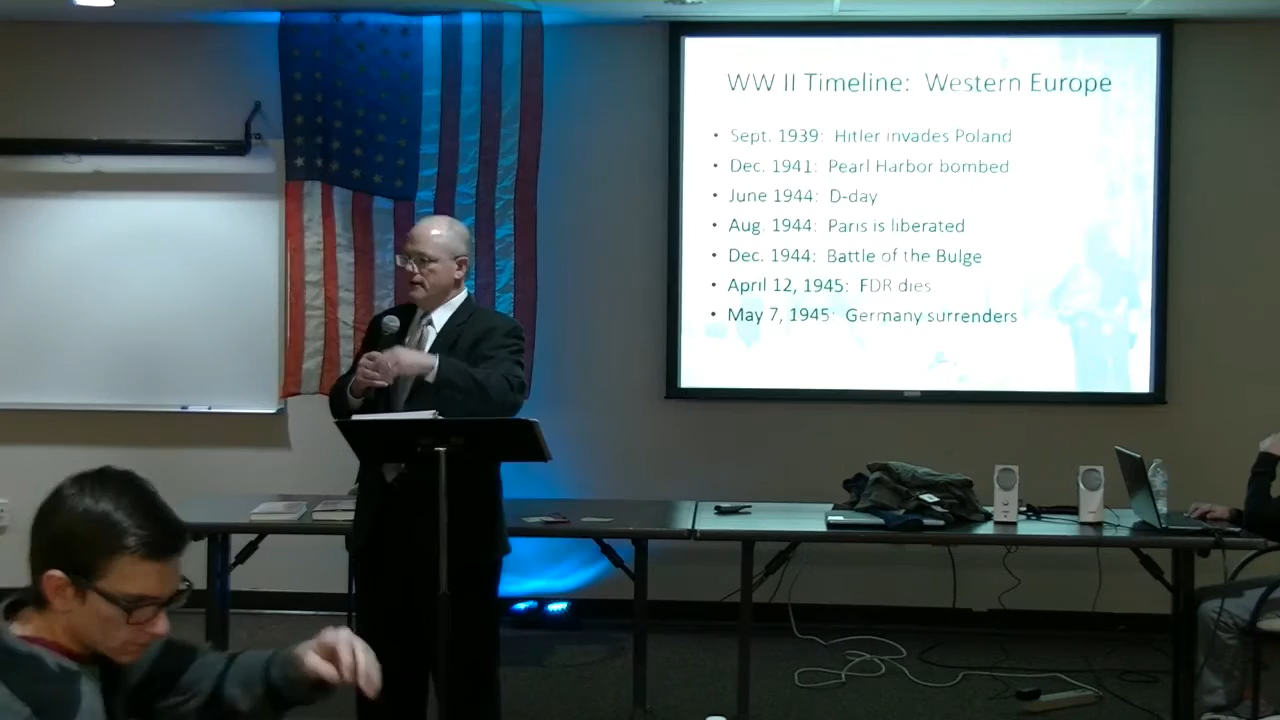 WW II Timeline: Western Europe
• Sept. 1939: Hitler invades Poland
• Dec. 1941: Pearl Harbor bombed
• June 1944: D-day
• Aug. 1944: Paris is liberated
• Dec. 1944: Battle of the Bulge
• April 12, 1945: FDR dies
• May 7, 1945: Germany surrenders